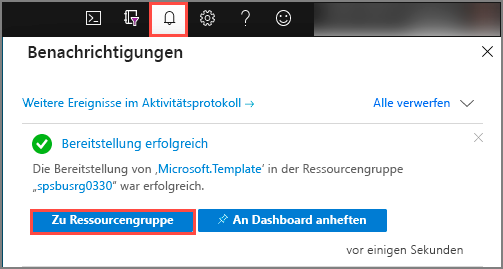 Benachrichtigungen
Weitere Ereignisse im Aktivitätsprotokoll →
Alle verwerfen
Bereitstellung erfolgreich
Die Bereitstellung von ‚Microsoft.Template‘ in der Ressourcengruppe
„spsbusrg0330“ war erfolgreich.
Zu Ressourcengruppe
An Dashboard anheften
vor einigen Sekunden